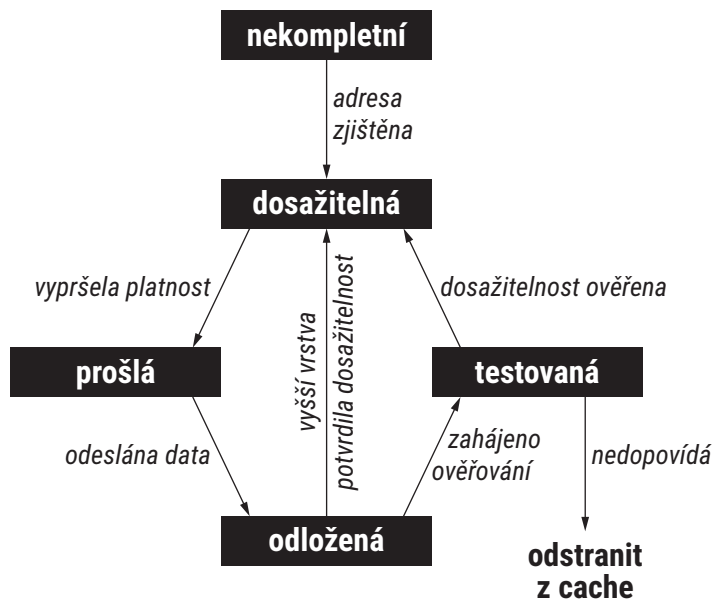 nekompletní
adresa
zjištěna
dosažitelná
vypršela platnost
vyšší vrstva
potvrdila dosažitelnost
dosažitelnost ověřena
prošlá
testovaná
odeslána data
zahájeno
ověřování
nedopovídá
odložená
odstranit
z cache